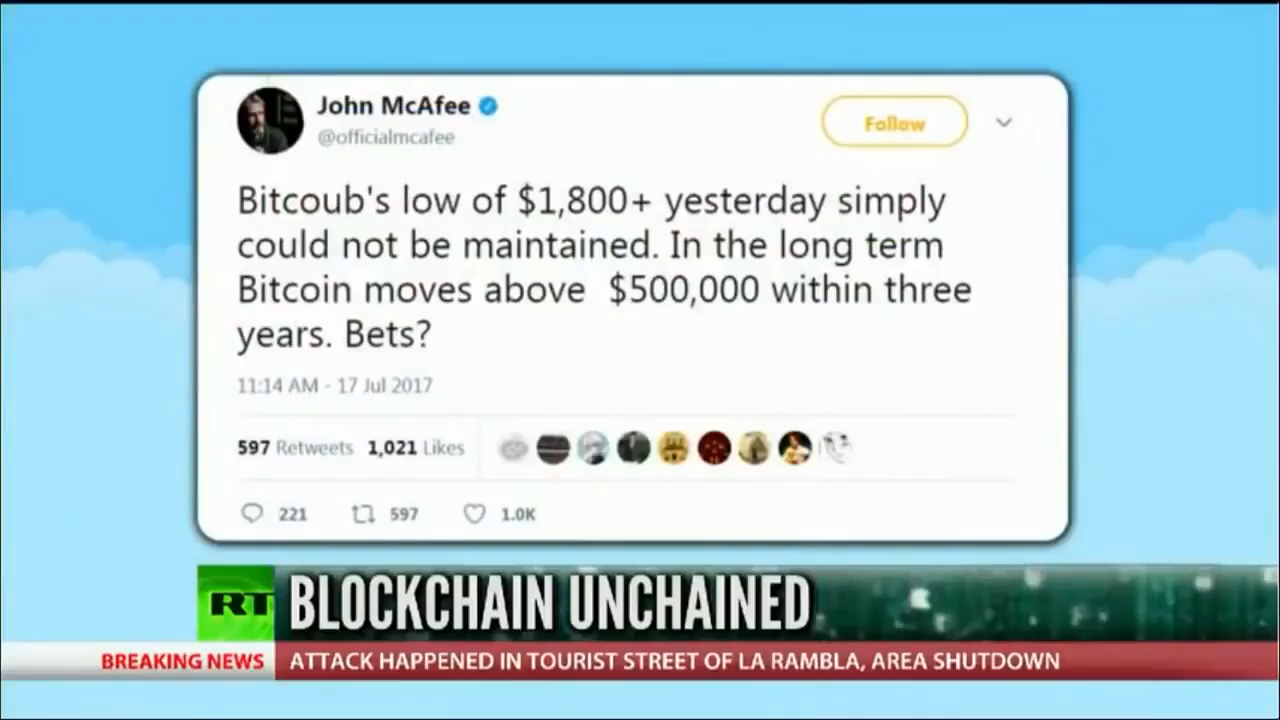 John McAfee
@officialmcafee
Follow
Bitcoub's low of $1,800+ yesterday simply
could not be maintained. In the long term
Bitcoin moves above $500,000 within three
years. Bets?
11:14 AM - 17 Jul 2017
597 Retweets 1,021 Likes
221 597 1.0K
RT BLOCKCHAIN UNCHAINED
BREAKING NEWS ATTACK HAPPENED IN TOURIST STREET OF LA RAMBLA, AREA SHUTDOWN